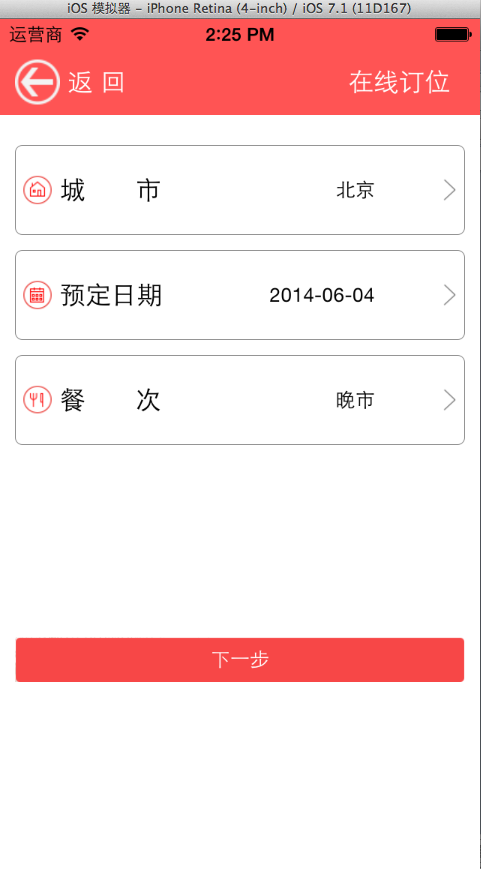 iOS 模拟器 - iPhone Retina (4-inch) / iOS 7.1 (11D167)
运营商 2:25 PM
返 回 在线订位
城 市 北京
预定日期 2014-06-04
餐 次 晚市
下一步